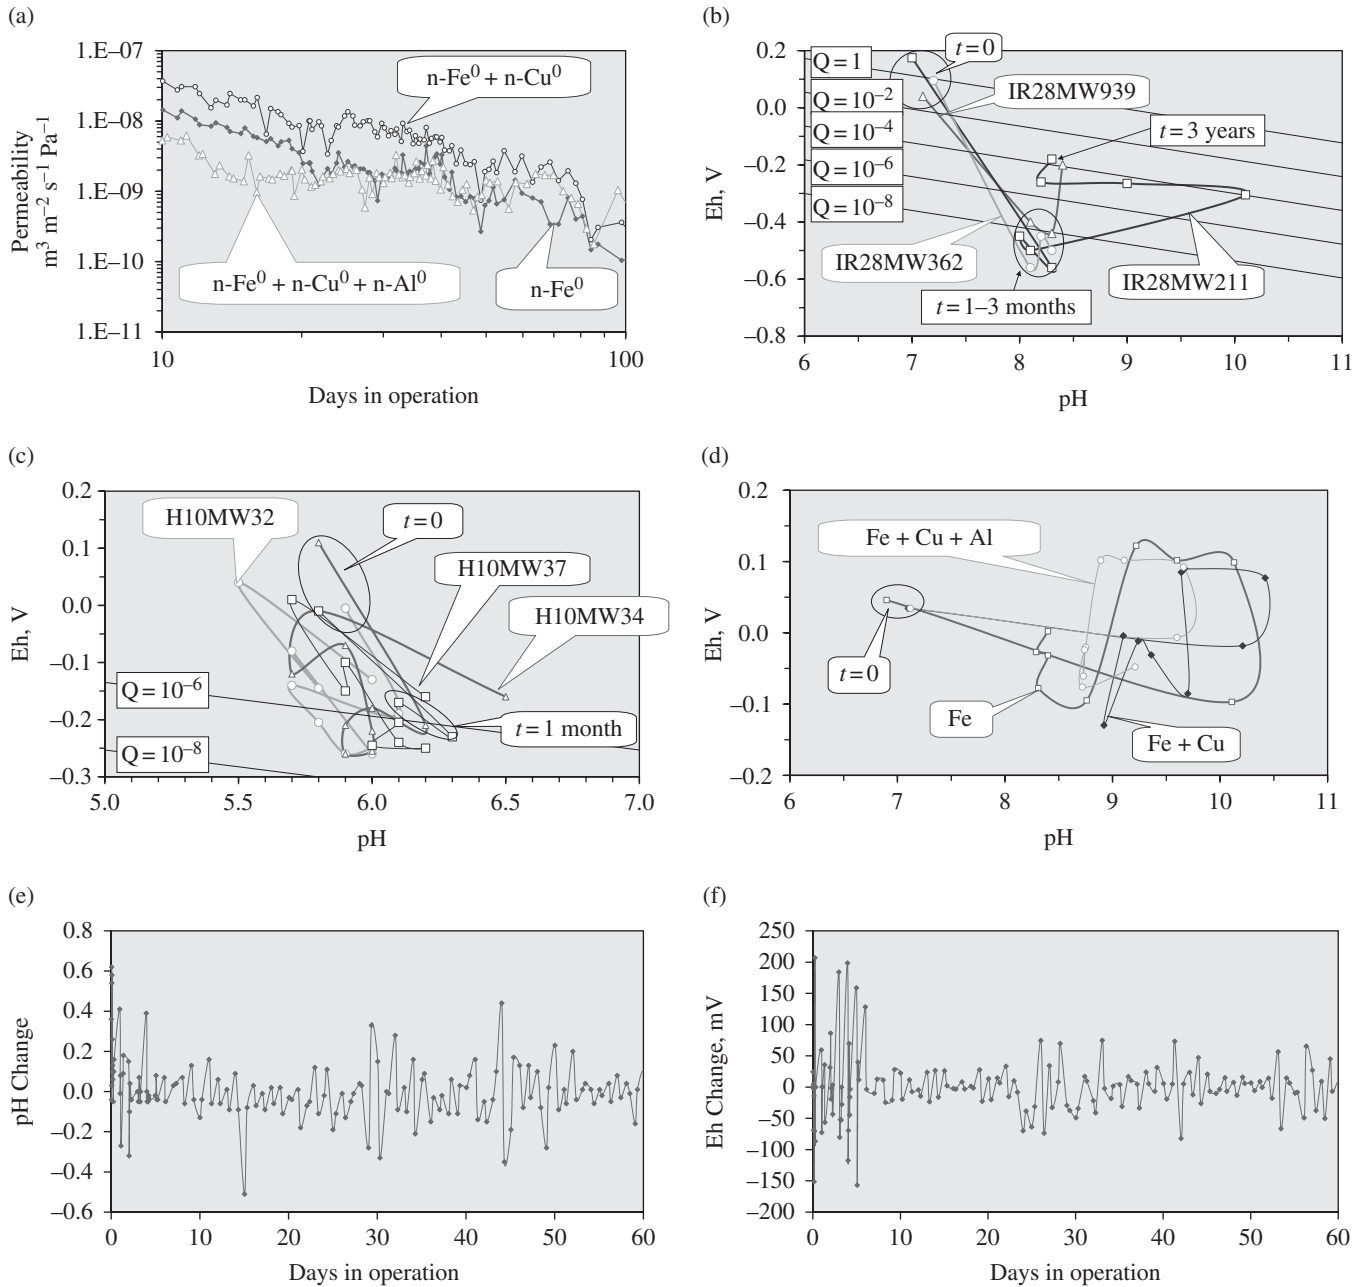 (a)
1.E–07
1.E–08
1.E–09
1.E–10
1.E–11
Permeability
m³ m⁻² s⁻¹ Pa⁻¹
n-Fe⁰ + n-Cu⁰
n-Fe⁰ + n-Cu⁰ + n-Al⁰
n-Fe⁰
10
100
Days in operation
(b)
0.2
0.0
–0.2
–0.4
–0.6
–0.8
Eh, V
Q = 1
Q = 10⁻²
Q = 10⁻⁴
Q = 10⁻⁶
Q = 10⁻⁸
t = 0
IR28MW939
t = 3 years
IR28MW362
IR28MW211
t = 1–3 months
6
7
8
9
10
11
pH
(c)
0.2
0.1
0.0
–0.1
–0.2
–0.3
Eh, V
H10MW32
t = 0
H10MW37
H10MW34
Q = 10⁻⁶
t = 1 month
Q = 10⁻⁸
5.0
5.5
6.0
6.5
7.0
pH
(d)
0.2
0.1
–0.0
–0.1
–0.2
Eh, V
Fe + Cu + Al
t = 0
Fe
Fe + Cu
6
7
8
9
10
11
pH
(e)
0.8
0.6
0.4
0.2
0.0
–0.2
–0.4
–0.6
pH Change
0
10
20
30
40
50
60
Days in operation
(f)
250
200
150
100
50
0
–50
–100
–150
–200
Eh Change, mV
0
10
20
30
40
50
60
Days in operation